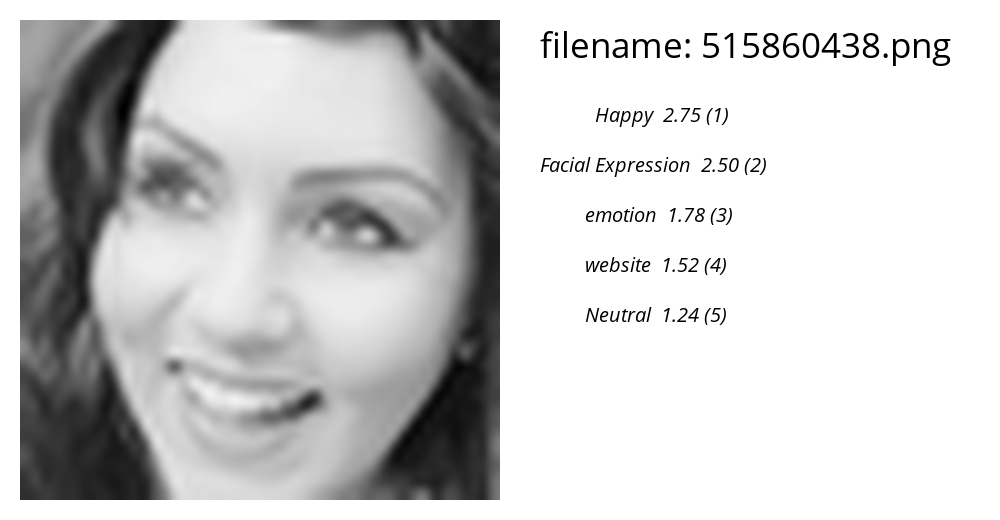 filename: 515860438.png
Happy 2.75 (1)
Facial Expression 2.50 (2)
emotion 1.78 (3)
website 1.52 (4)
Neutral 1.24 (5)